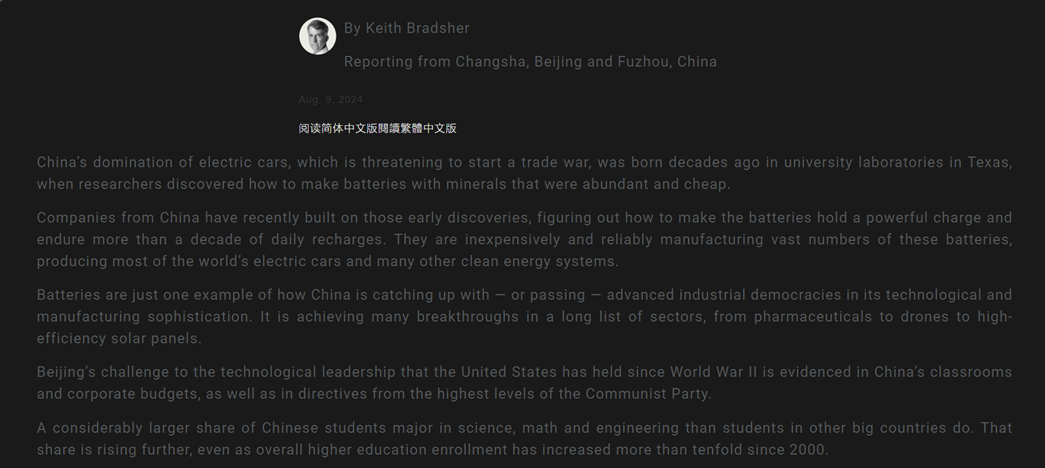 By Keith Bradsher
Reporting from Changsha, Beijing and Fuzhou, China
Aug. 9, 2024
阅读简体中文版閱讀繁體中文版
China’s domination of electric cars, which is threatening to start a trade war, was born decades ago in university laboratories in Texas,
when researchers discovered how to make batteries with minerals that were abundant and cheap.
Companies from China have recently built on those early discoveries, figuring out how to make the batteries hold a powerful charge and
endure more than a decade of daily recharges. They are inexpensively and reliably manufacturing vast numbers of these batteries,
producing most of the world’s electric cars and many other clean energy systems.
Batteries are just one example of how China is catching up with — or passing — advanced industrial democracies in its technological and
manufacturing sophistication. It is achieving many breakthroughs in a long list of sectors, from pharmaceuticals to drones to high-
efficiency solar panels.
Beijing’s challenge to the technological leadership that the United States has held since World War II is evidenced in China’s classrooms
and corporate budgets, as well as in directives from the highest levels of the Communist Party.
A considerably larger share of Chinese students major in science, math and engineering than students in other big countries do. That
share is rising further, even as overall higher education enrollment has increased more than tenfold since 2000.